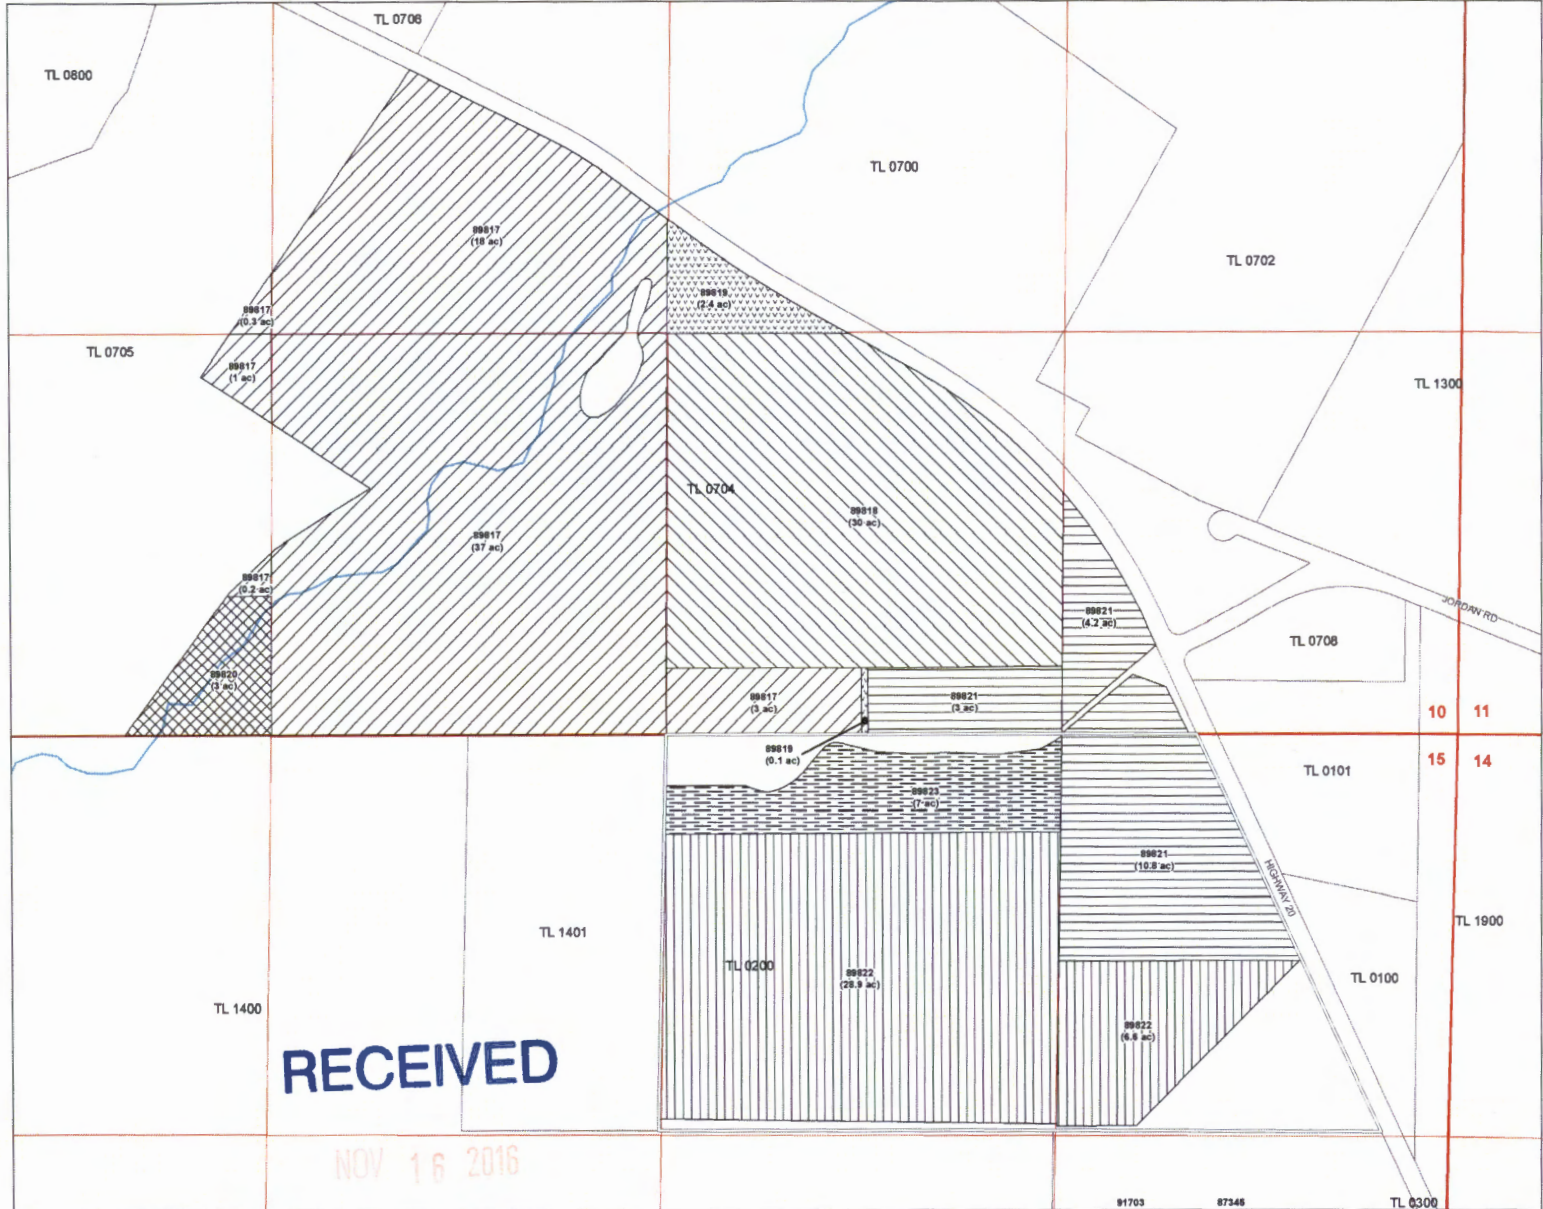 TL 0706
TL 0800
TL 0700
89817
(18 ac)
TL 0702
89819
(2.4 ac)
89817
(0.3 ac)
TL 0705
89817
(1 ac)
TL 1300
TL 0704
89818
(30 ac)
89817
(37 ac)
89817
(0.2 ac)
89821
(4.2 ac)
JORDAN RD
TL 0708
89820
(3 ac)
89817
(3 ac)
89821
(3 ac)
10 11
89819
(0.1 ac)
15 14
TL 0101
89823
(7 ac)
89821
(10.8 ac)
HIGHWAY 20
TL 1401
TL 1900
TL 0200
89822
(28.9 ac)
TL 0100
TL 1400
89822
(6.6 ac)
RECEIVED
NOV 16 2016
91703 87345
TL 0300